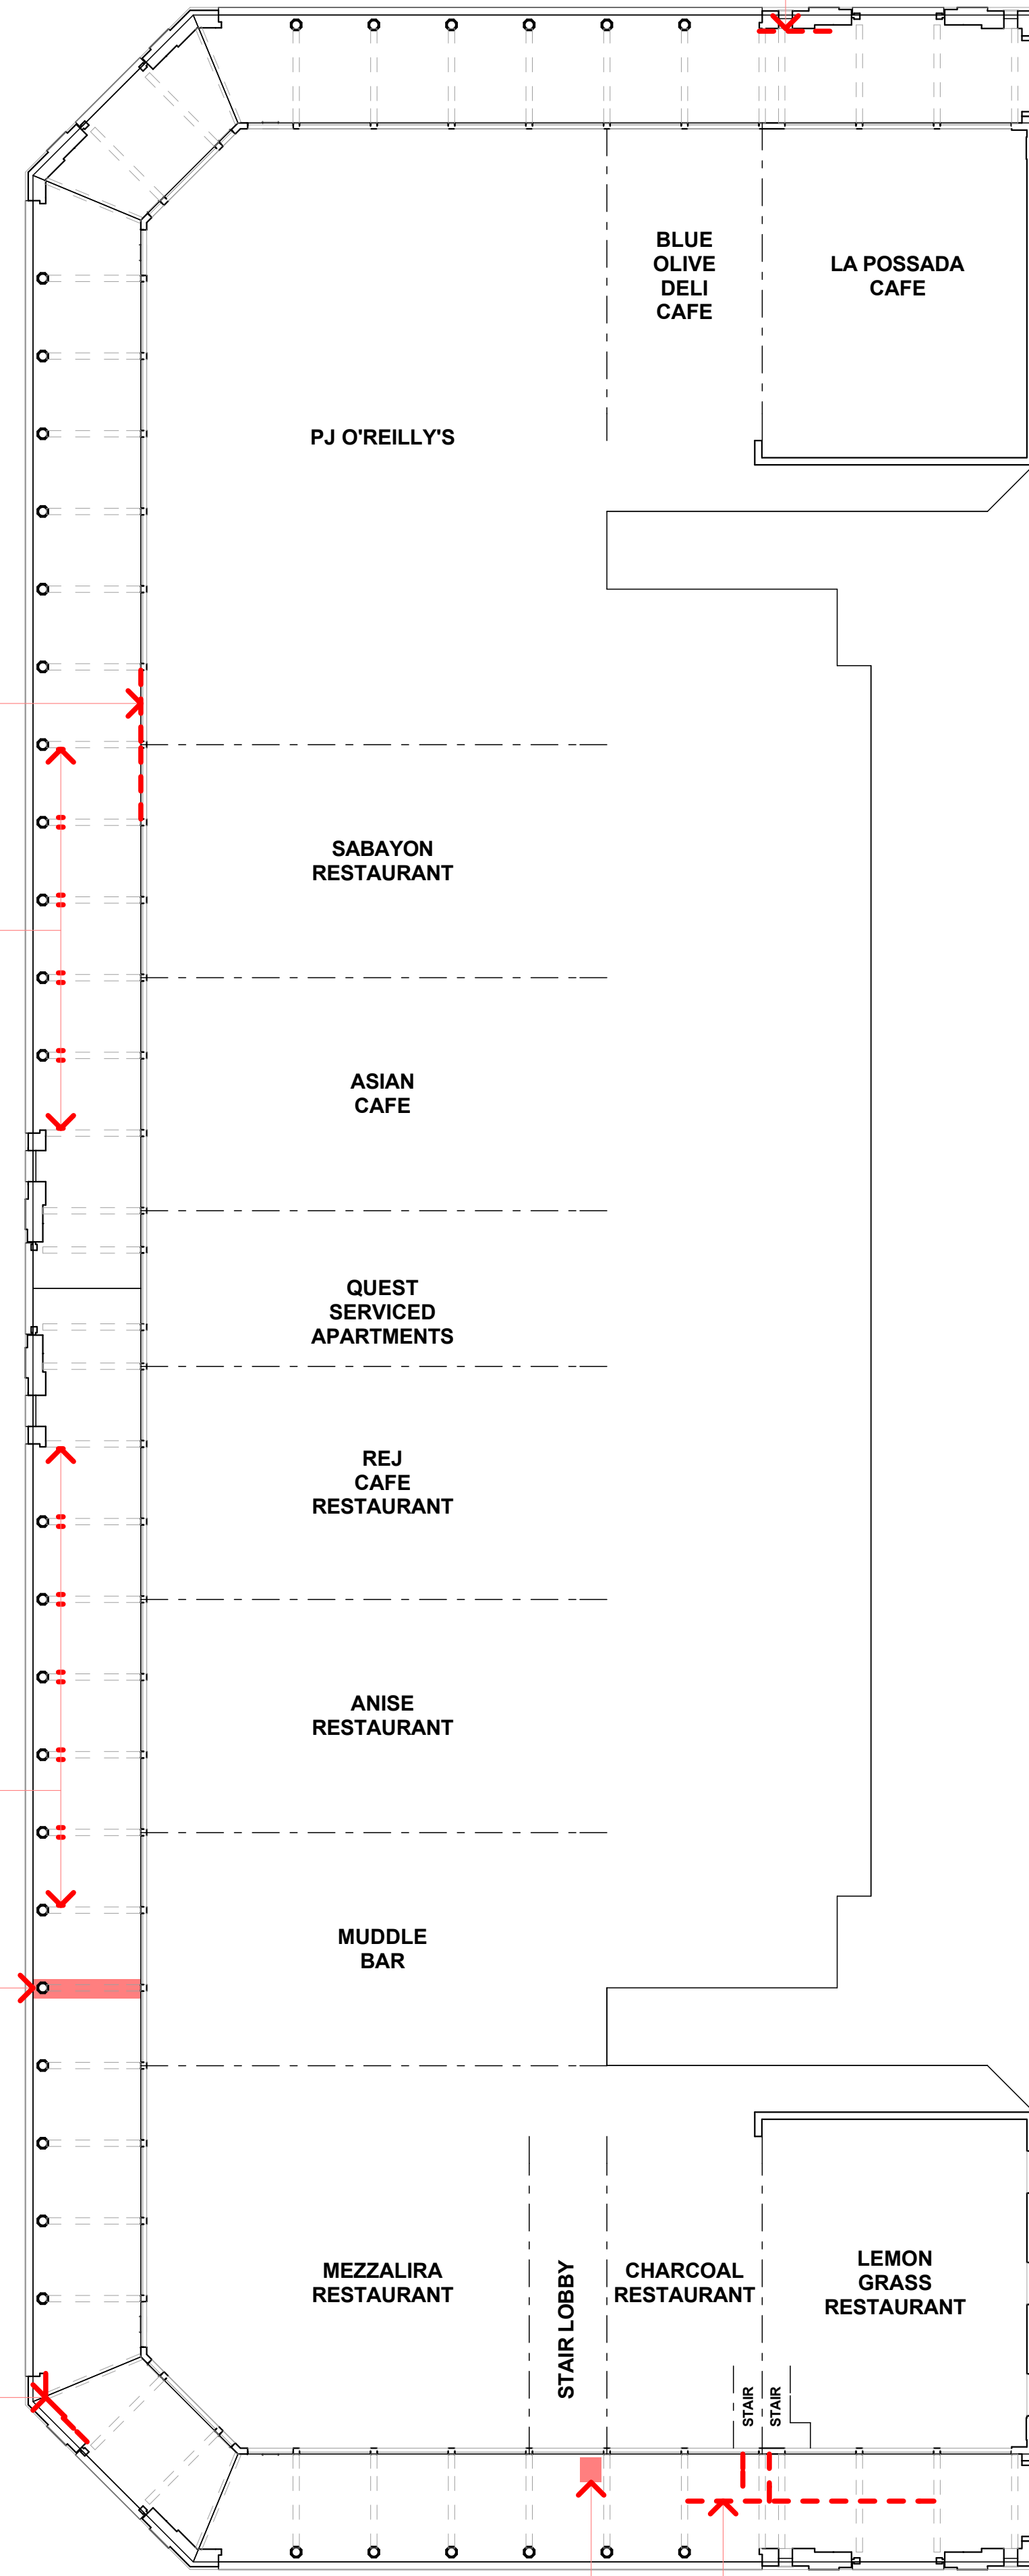 BLUE
OLIVE
DELI
CAFE
LA POSSADA
CAFE
PJ O'REILLY'S
SABAYON
RESTAURANT
ASIAN
CAFE
QUEST
SERVICED
APARTMENTS
REJ
CAFE
RESTAURANT
ANISE
RESTAURANT
MUDDLE
BAR
MEZZALIRA
RESTAURANT
STAIR LOBBY
CHARCOAL
RESTAURANT
LEMON
GRASS
RESTAURANT
STAIR
STAIR